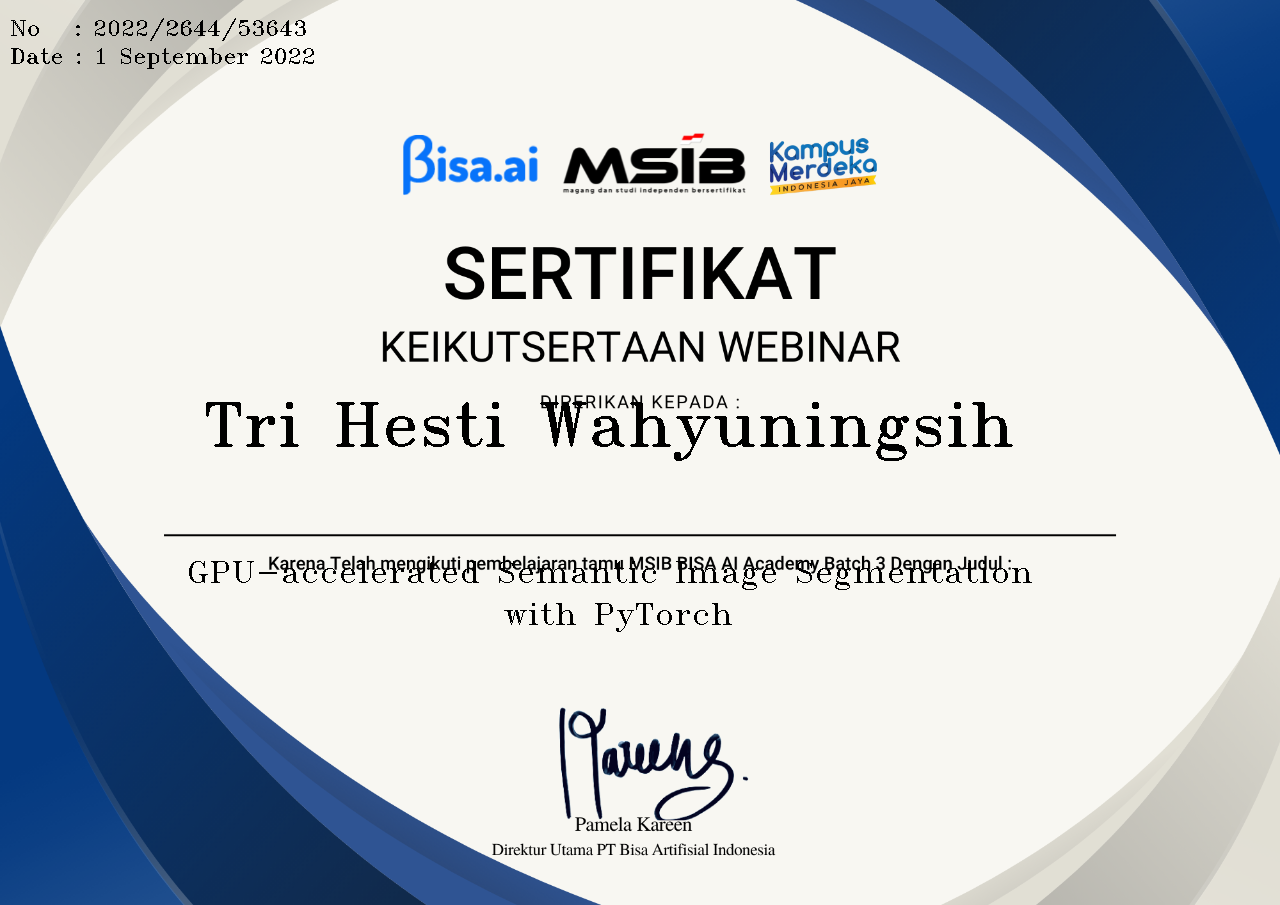 No : 2022/2644/53643
Date : 1 September 2022
Bisa.ai
MSIB
magang dan studi independen bersertifikat
Kampus
Merdeka
INDONESIA JAYA
SERTIFIKAT
KEIKUTSERTAAN WEBINAR
DIBERIKAN KEPADA :
Tri Hesti Wahyuningsih
Karena Telah mengikuti pembelajaran tamu MSIB BISA AI Academy Batch 3 Dengan Judul :
GPU-accelerated Semantic Image Segmentation
with PyTorch
Kareen
Pamela Kareen
Direktur Utama PT Bisa Artifisial Indonesia